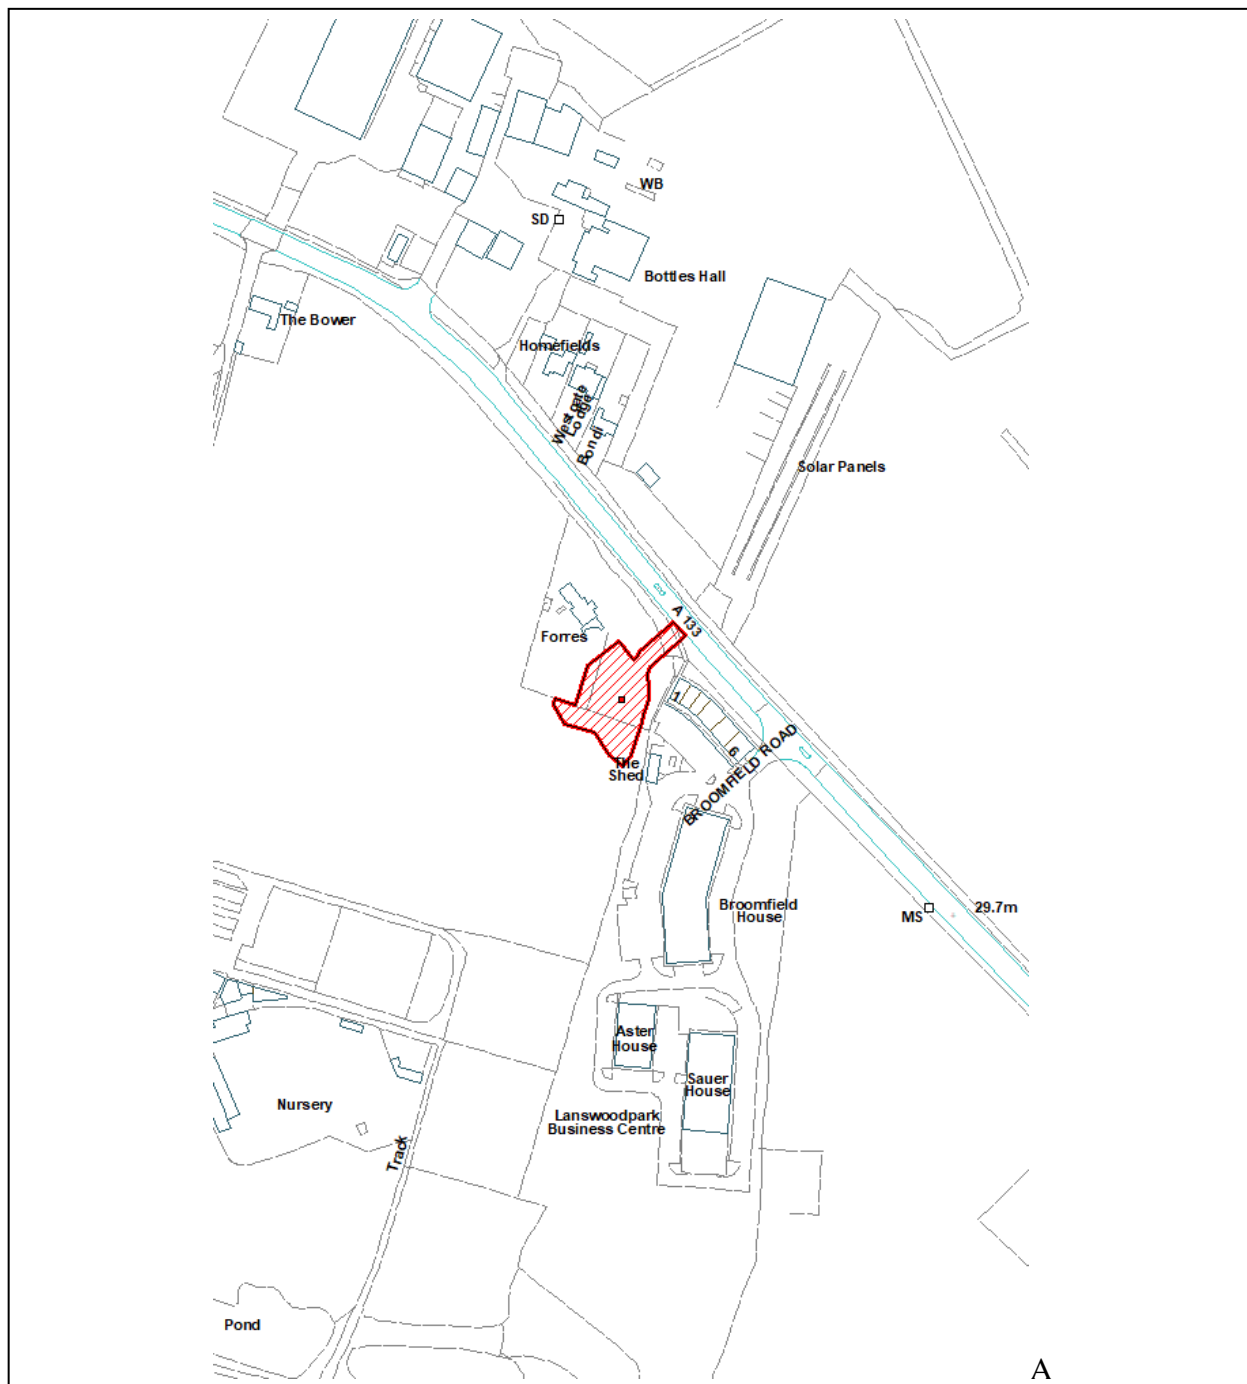 WB
SD
Bottles Hall
The Bower
Homefields
Westgate
Lodge
Bondi
Solar Panels
A 133
Forres
1
6
BROOMFIELD ROAD
The
Shed
Broomfield
House
MS
29.7m
Aster
House
Sauer
House
Nursery
Lanswoodpark
Business Centre
Track
Pond
A